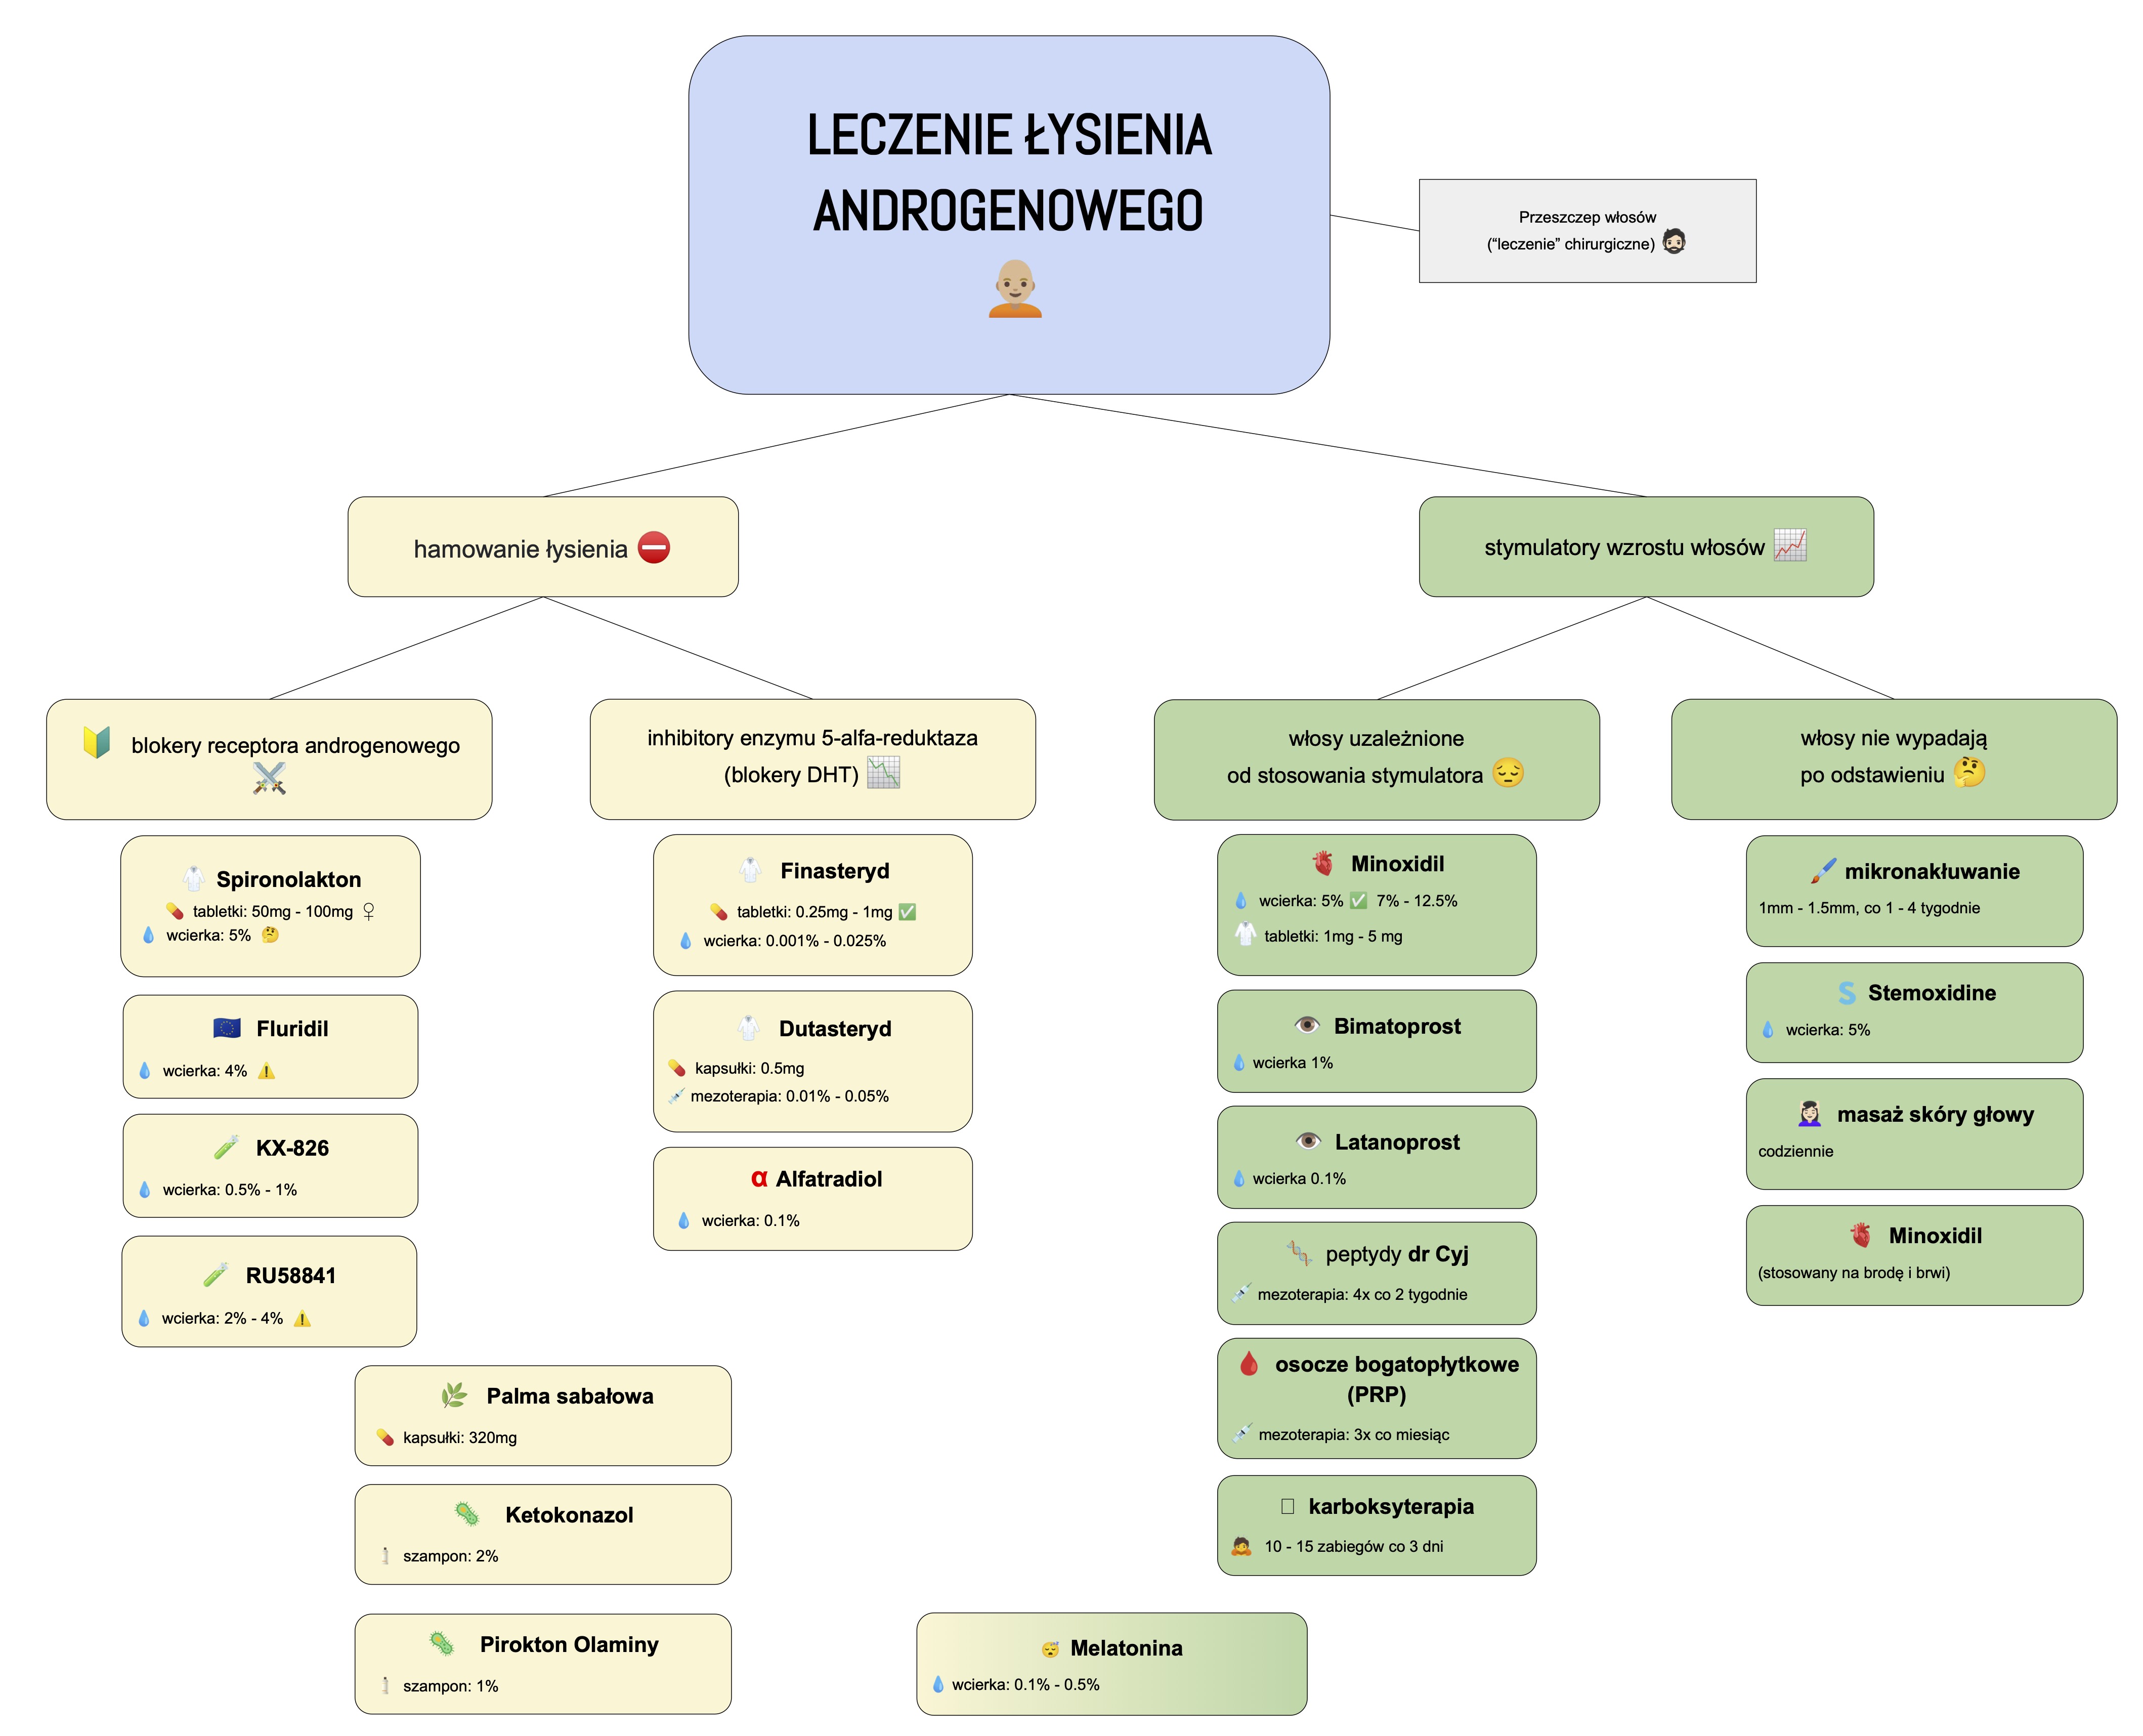 LECZENIE ŁYSIENIA
ANDROGENOWEGO
Przeszczep włosów
(“leczenie” chirurgiczne)
hamowanie łysienia
stymulatory wzrostu włosów
blokery receptora androgenowego
inhibitory enzymu 5-alfa-reduktaza
(blokery DHT)
włosy uzależnione
od stosowania stymulatora
włosy nie wypadają
po odstawieniu
Spironolakton
tabletki: 50mg - 100mg ♀
wcierka: 5%
Fluridil
wcierka: 4%
KX-826
wcierka: 0.5% - 1%
RU58841
wcierka: 2% - 4%
Finasteryd
tabletki: 0.25mg - 1mg
wcierka: 0.001% - 0.025%
Dutasteryd
kapsułki: 0.5mg
mezoterapia: 0.01% - 0.05%
α Alfatradiol
wcierka: 0.1%
Palma sabałowa
kapsułki: 320mg
Ketokonazol
szampon: 2%
Pirokton Olaminy
szampon: 1%
Minoxidil
wcierka: 5% ✅ 7% - 12.5%
tabletki: 1mg - 5 mg
Bimatoprost
wcierka 1%
Latanoprost
wcierka 0.1%
peptydy dr Cyj
mezoterapia: 4x co 2 tygodnie
osocze bogatopłytkowe
(PRP)
mezoterapia: 3x co miesiąc
karboksyterapia
10 - 15 zabiegów co 3 dni
mikronakłuwanie
1mm - 1.5mm, co 1 - 4 tygodnie
S Stemoxidine
wcierka: 5%
masaż skóry głowy
codziennie
Minoxidil
(stosowany na brodę i brwi)
Melatonina
wcierka: 0.1% - 0.5%